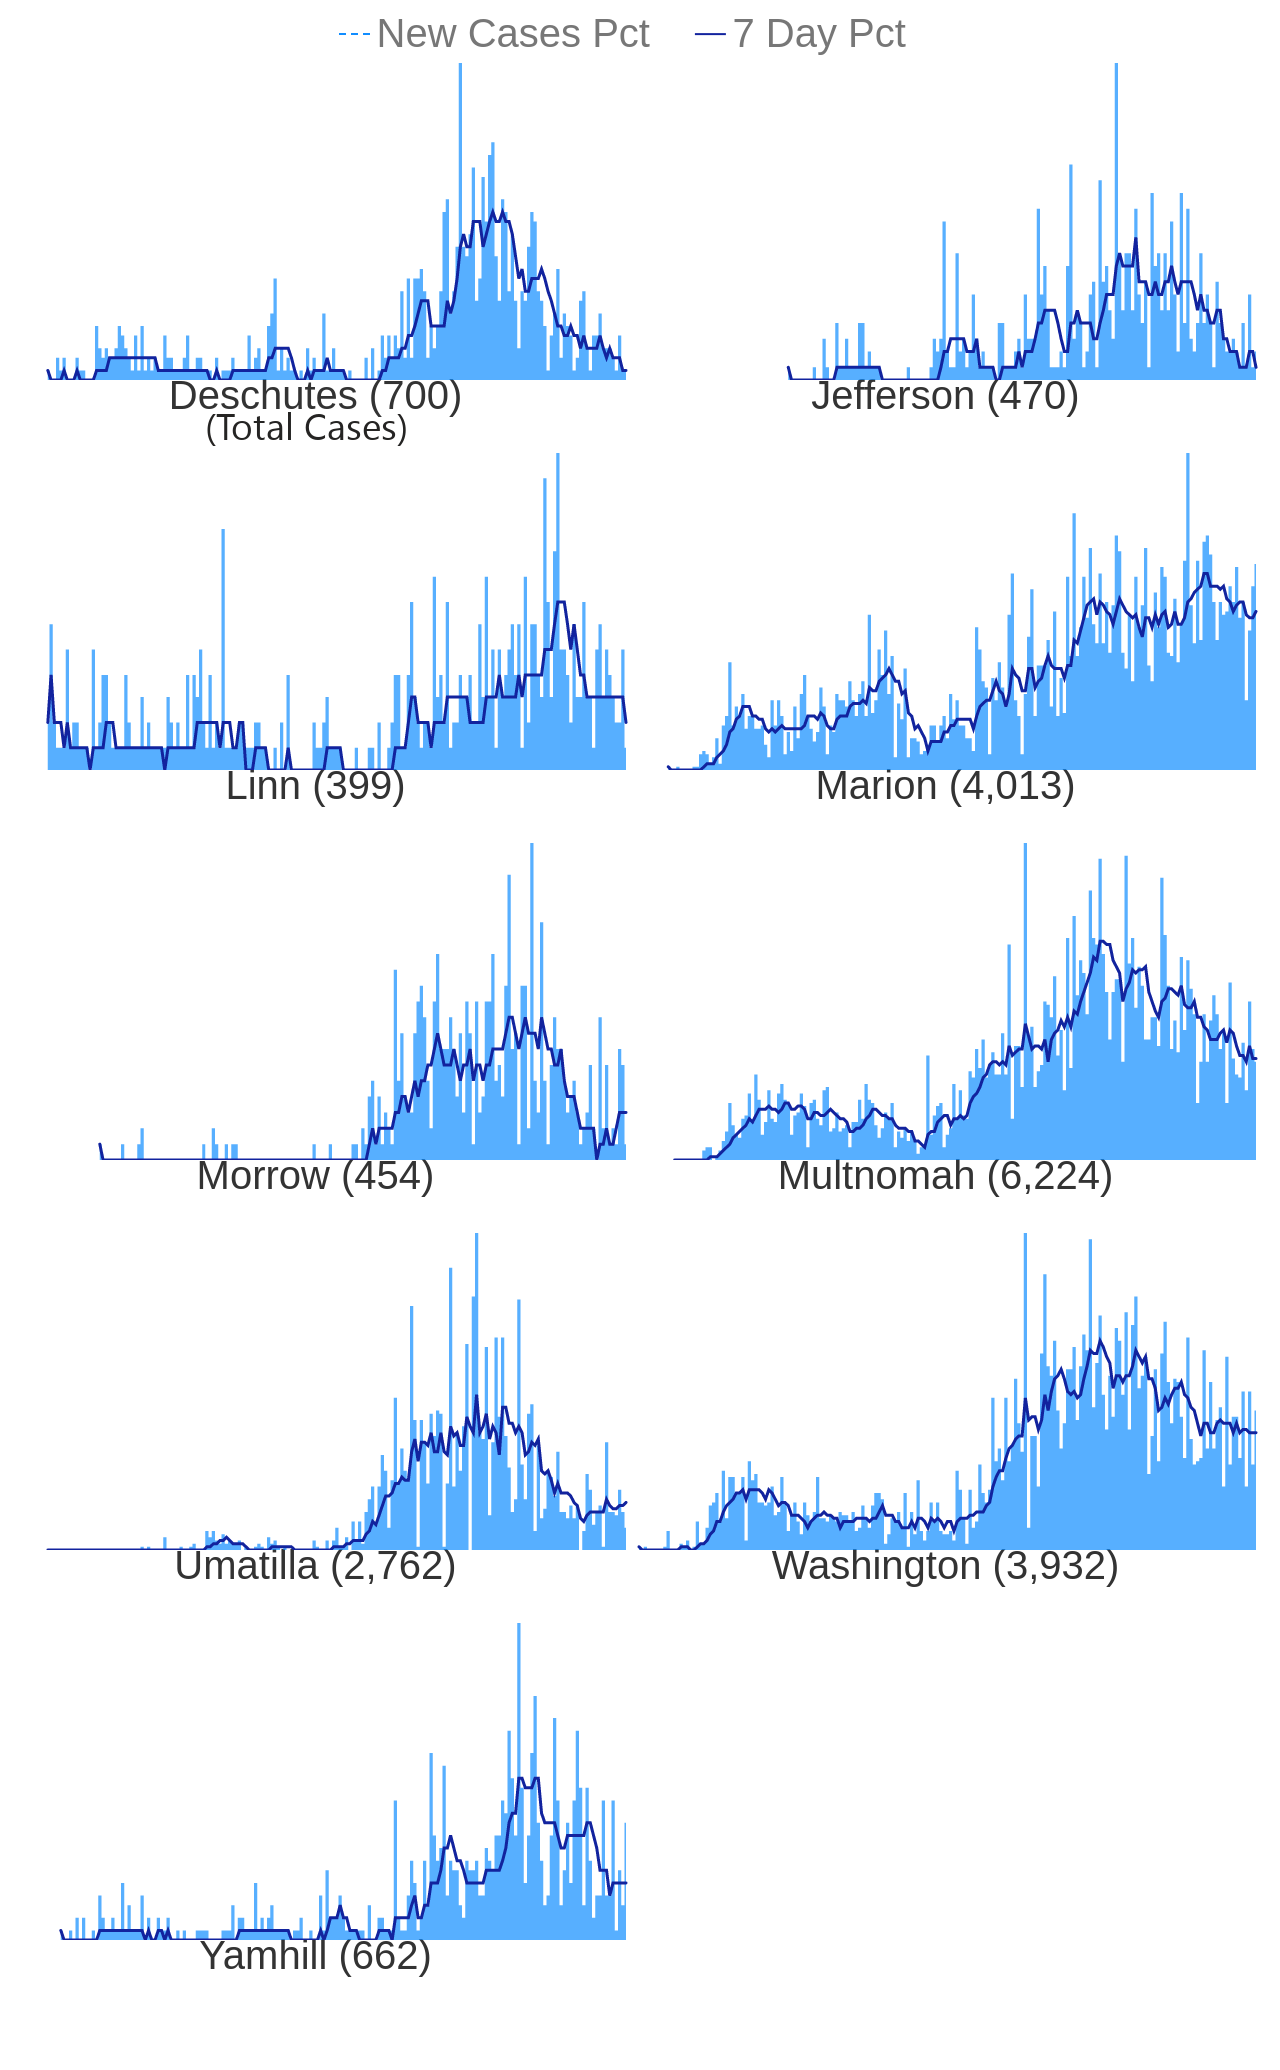 New Cases Pct 7 Day Pct
Deschutes (700)
(Total Cases)
Jefferson (470)
Linn (399)
Marion (4,013)
Morrow (454)
Multnomah (6,224)
Umatilla (2,762)
Washington (3,932)
Yamhill (662)